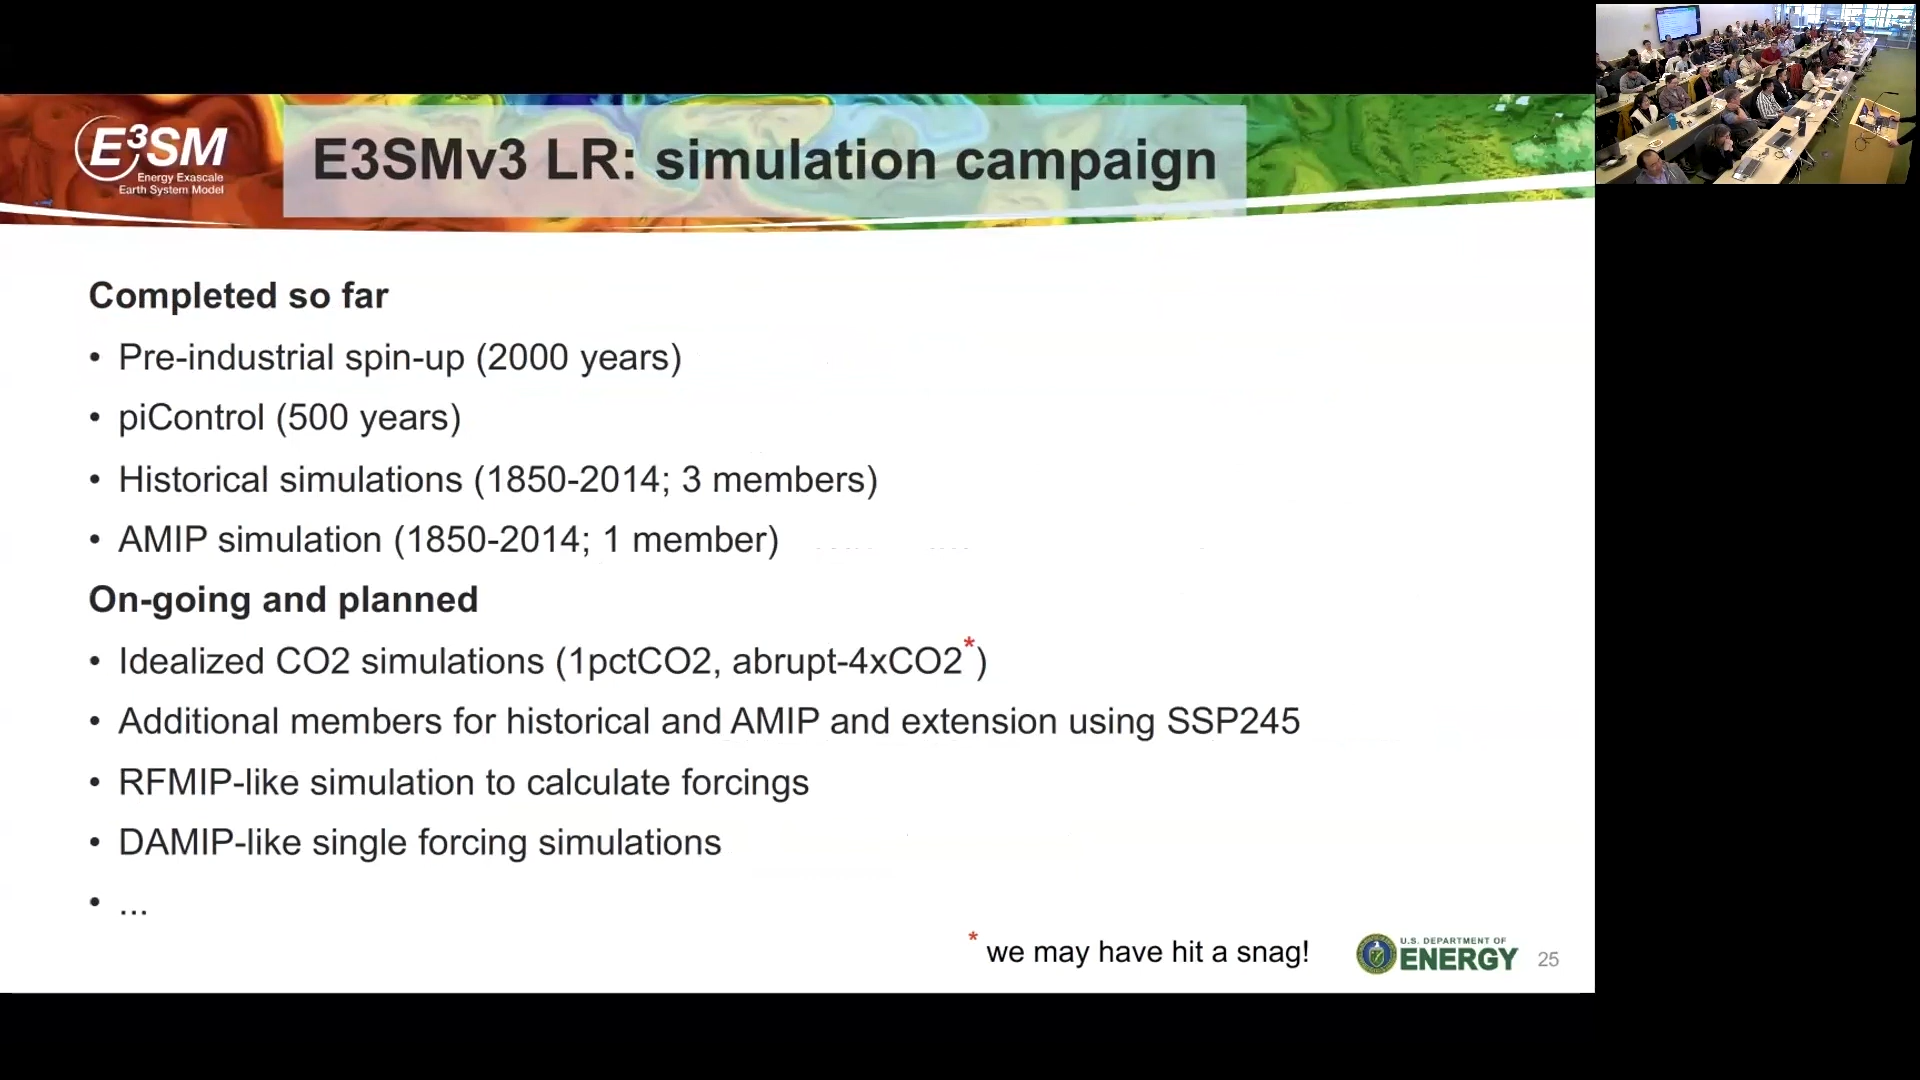 E3SM
Energy Exascale
Earth System Model
E3SMv3 LR: simulation campaign
Completed so far
• Pre-industrial spin-up (2000 years)
• piControl (500 years)
• Historical simulations (1850-2014; 3 members)
• AMIP simulation (1850-2014; 1 member)
On-going and planned
• Idealized CO2 simulations (1pctCO2, abrupt-4xCO2*)
• Additional members for historical and AMIP and extension using SSP245
• RFMIP-like simulation to calculate forcings
• DAMIP-like single forcing simulations
• ...
* we may have hit a snag!
U.S. DEPARTMENT OF
ENERGY
25